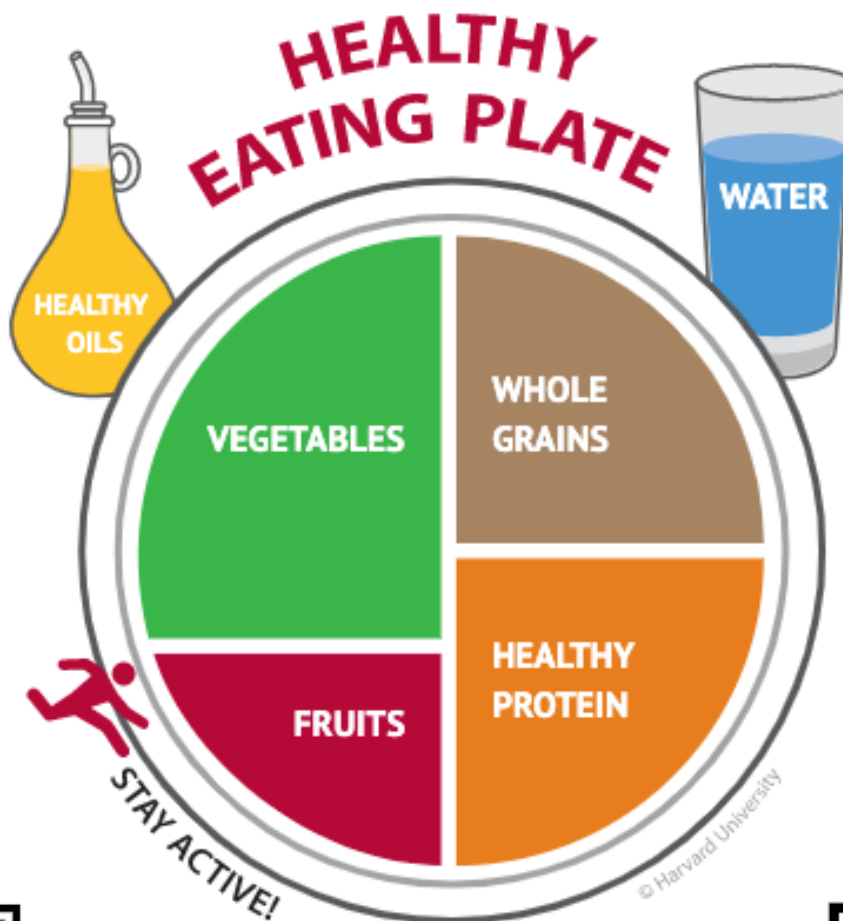 HEALTHY
EATING PLATE
WATER
HEALTHY
OILS
VEGETABLES
WHOLE
GRAINS
FRUITS
HEALTHY
PROTEIN
STAY ACTIVE!
© Harvard University